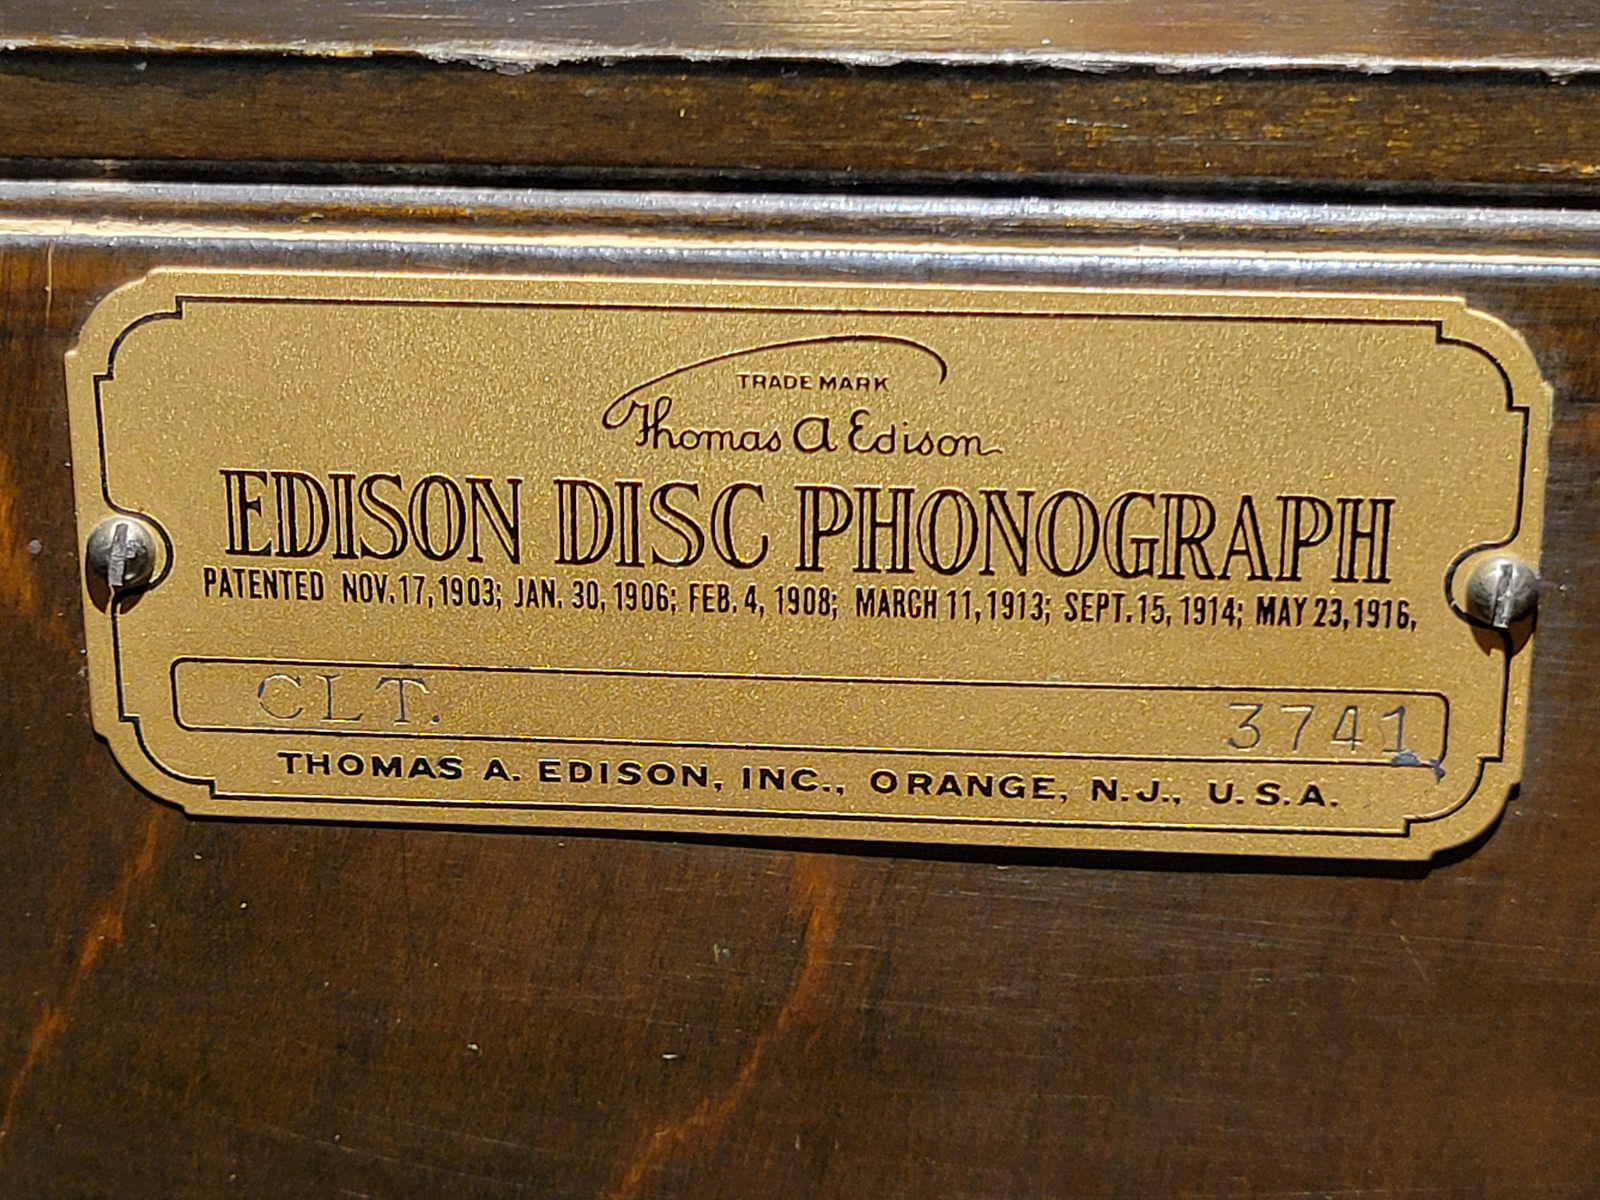 TRADE MARK
Thomas A Edison
EDISON DISC PHONOGRAPH
PATENTED NOV. 17, 1903; JAN. 30, 1906; FEB. 4, 1908; MARCH 11, 1913; SEPT. 15, 1914; MAY 23, 1916,
CLT. 3741
THOMAS A. EDISON, INC., ORANGE, N.J., U.S.A.